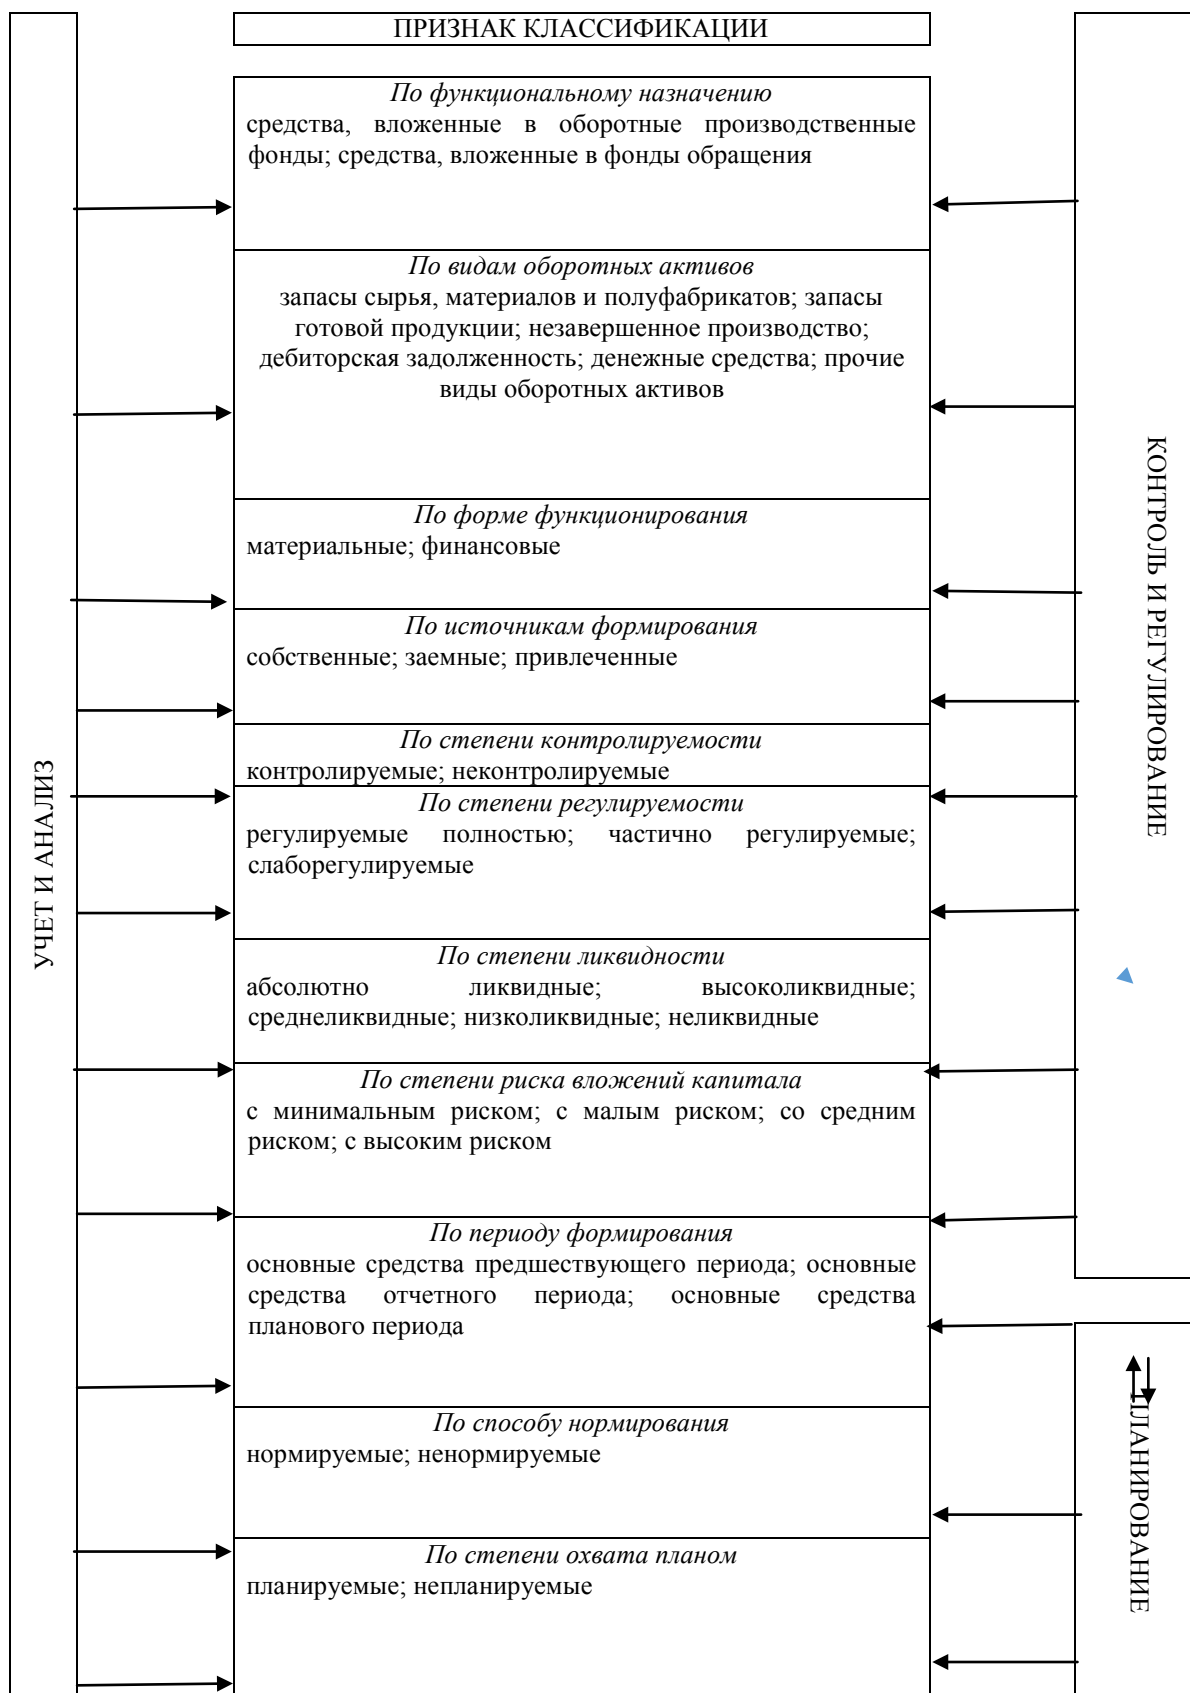 ПРИЗНАК КЛАССИФИКАЦИИ
По функциональному назначению
средства, вложенные в оборотные производственные
фонды; средства, вложенные в фонды обращения
По видам оборотных активов
запасы сырья, материалов и полуфабрикатов; запасы
готовой продукции; незавершенное производство;
дебиторская задолженность; денежные средства; прочие
виды оборотных активов
По форме функционирования
материальные; финансовые
По источникам формирования
собственные; заемные; привлеченные
По степени контролируемости
контролируемые; неконтролируемые
По степени регулируемости
регулируемые полностью; частично регулируемые;
слаборегулируемые
По степени ликвидности
абсолютно ликвидные; высоколиквидные;
среднеликвидные; низколиквидные; неликвидные
По степени риска вложений капитала
с минимальным риском; с малым риском; со средним
риском; с высоким риском
По периоду формирования
основные средства предшествующего периода; основные
средства отчетного периода; основные средства
планового периода
По способу нормирования
нормируемые; ненормируемые
По степени охвата планом
планируемые; непланируемые
УЧЕТ И АНАЛИЗ
КОНТРОЛЬ И РЕГУЛИРОВАНИЕ
ПЛАНИРОВАНИЕ